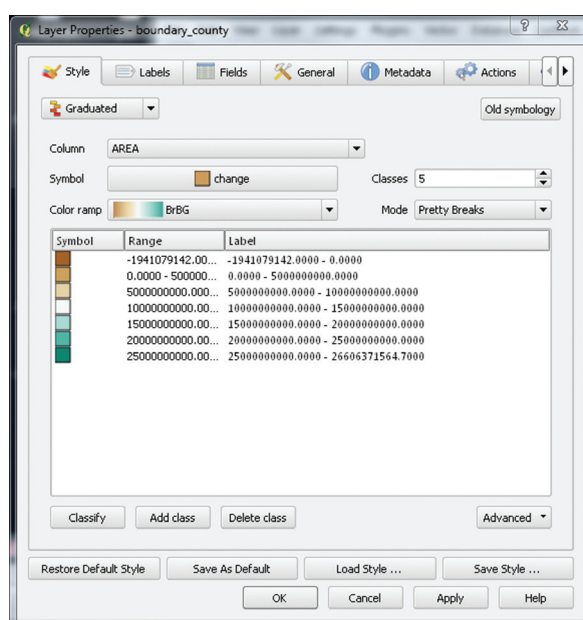 Layer Properties - boundary_county
Style Labels Fields General Metadata Actions
Graduated Old symbology
Column AREA
Symbol change Classes 5
Color ramp BrBG Mode Pretty Breaks
Symbol Range Label
-1941079142.00... -1941079142.0000 - 0.0000
0.0000 - 500000... 0.0000 - 5000000000.0000
5000000000.000... 5000000000.0000 - 10000000000.0000
10000000000.00... 10000000000.0000 - 15000000000.0000
15000000000.00... 15000000000.0000 - 20000000000.0000
20000000000.00... 20000000000.0000 - 25000000000.0000
25000000000.00... 25000000000.0000 - 26606371564.7000
Classify Add class Delete class Advanced
Restore Default Style Save As Default Load Style ... Save Style ...
OK Cancel Apply Help